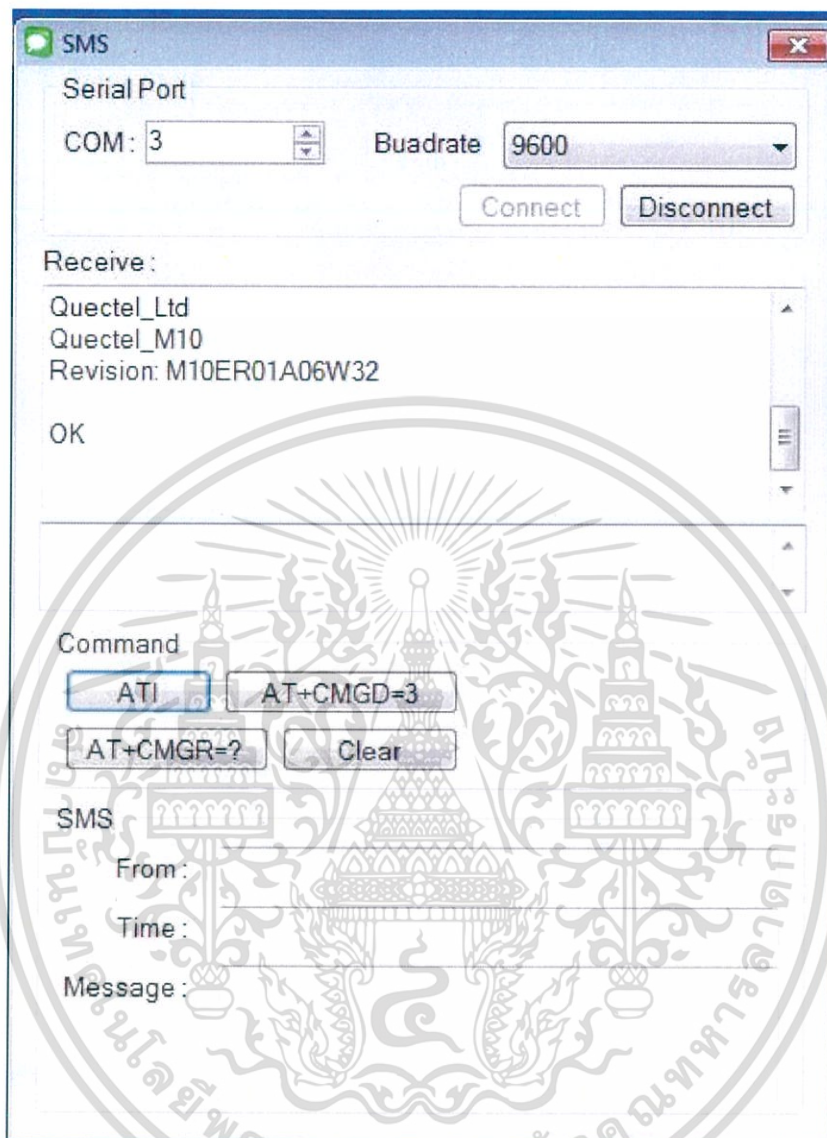 SMS
Serial Port
COM : 3
Buadrate 9600
Connect Disconnect
Receive :
Quectel_Ltd
Quectel_M10
Revision: M10ER01A06W32
OK
Command
ATI AT+CMGD=3
AT+CMGR=? Clear
SMS
From :
Time :
Message :